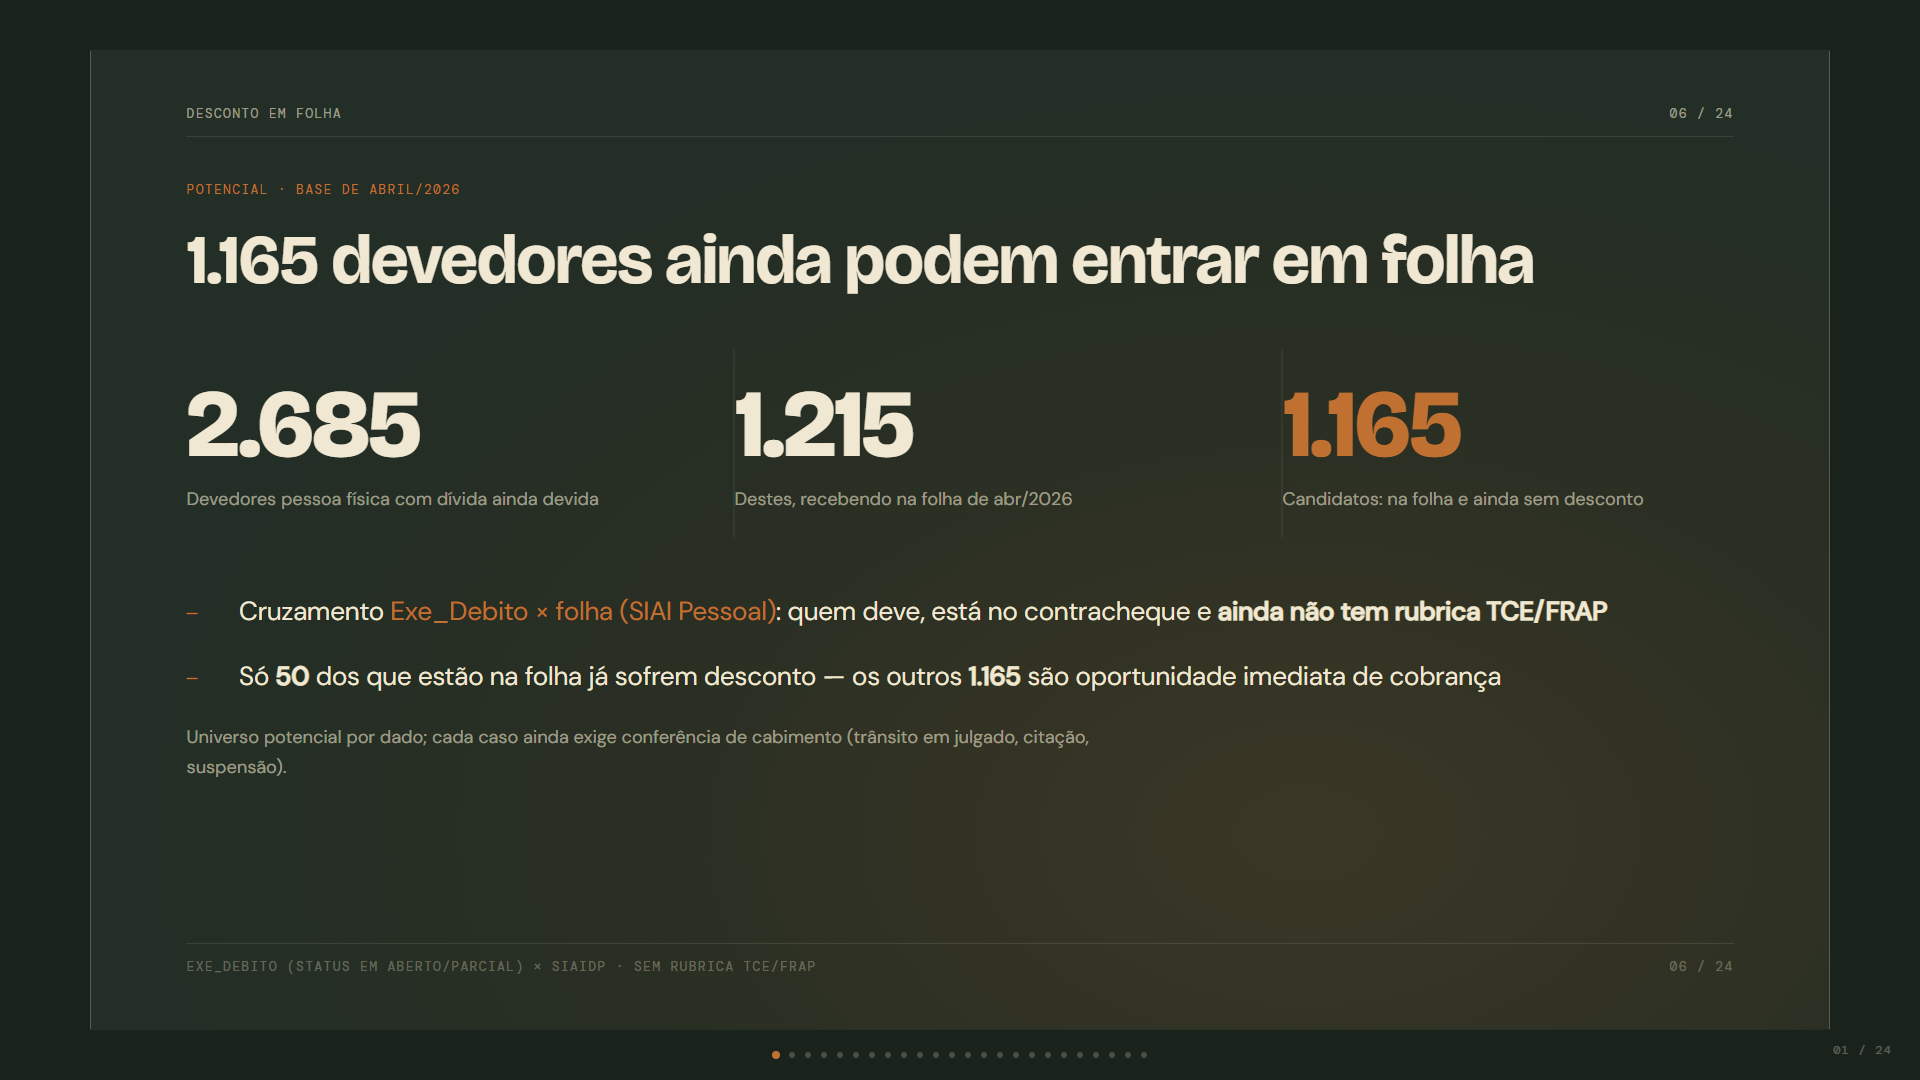 DESCONTO EM FOLHA
06 / 24
POTENCIAL · BASE DE ABRIL/2026
1.165 devedores ainda podem entrar em folha
2.685
Devedores pessoa física com dívida ainda devida
1.215
Destes, recebendo na folha de abr/2026
1.165
Candidatos: na folha e ainda sem desconto
– Cruzamento Exe_Debito × folha (SIAI Pessoal): quem deve, está no contracheque e ainda não tem rubrica TCE/FRAP
– Só 50 dos que estão na folha já sofrem desconto — os outros 1.165 são oportunidade imediata de cobrança
Universo potencial por dado; cada caso ainda exige conferência de cabimento (trânsito em julgado, citação,
suspensão).
EXE_DEBITO (STATUS EM ABERTO/PARCIAL) × SIAIDP · SEM RUBRICA TCE/FRAP
06 / 24
01 / 24